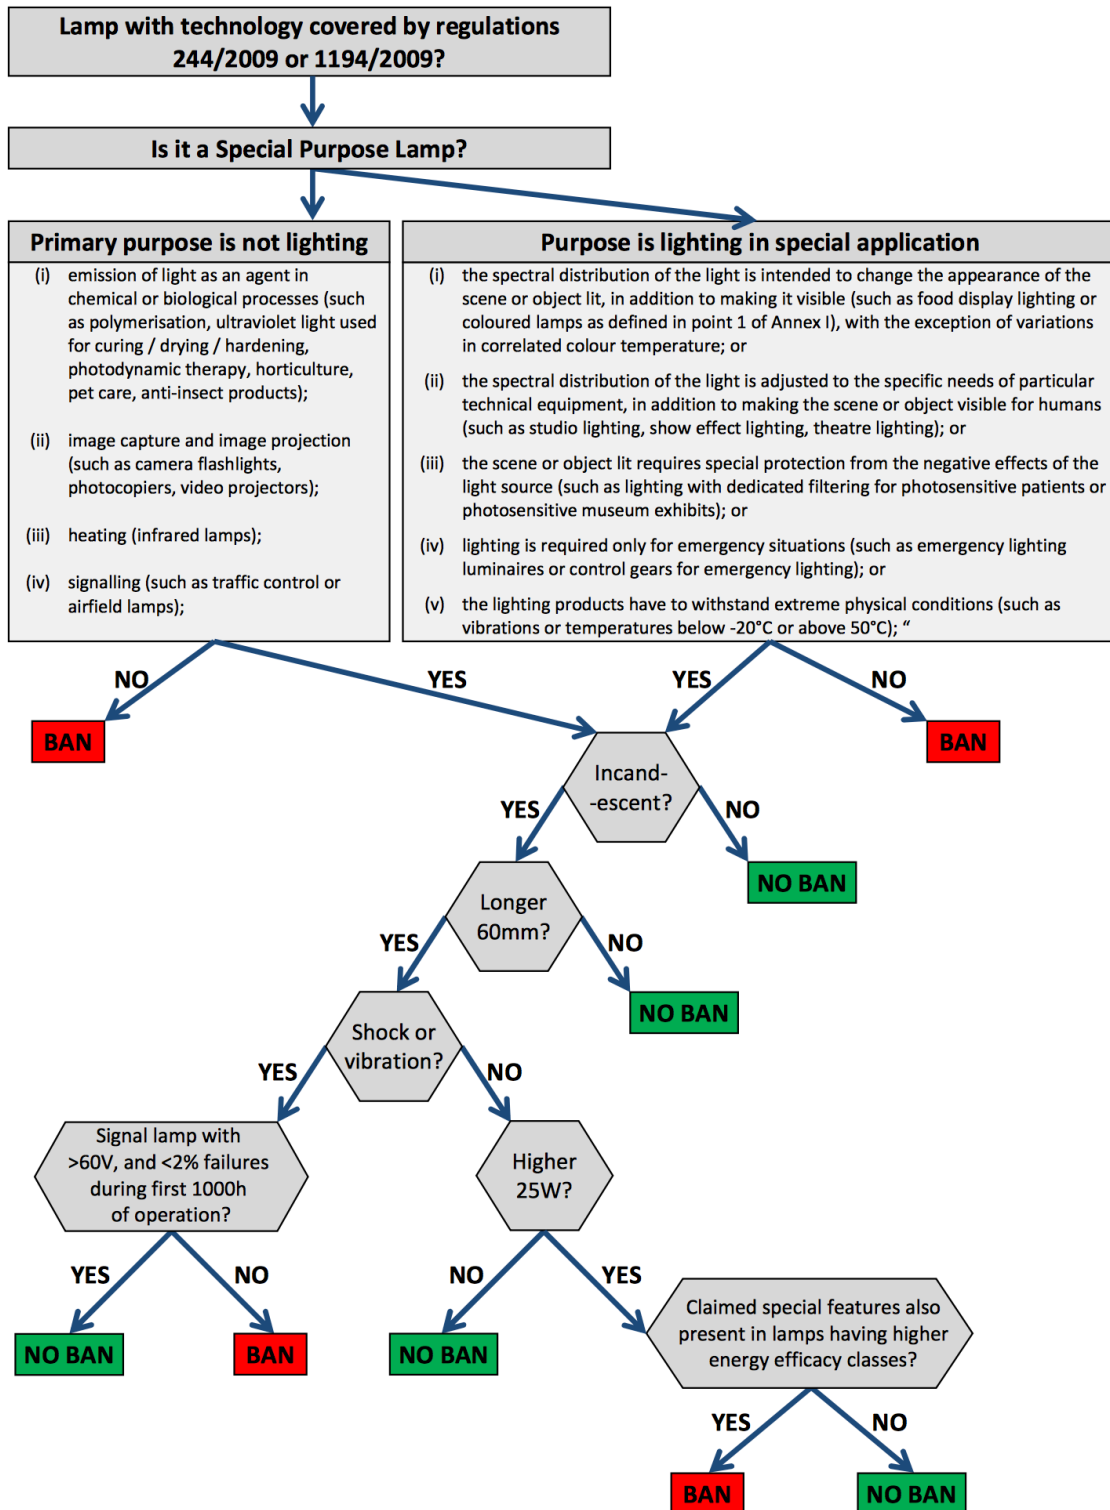 Lamp with technology covered by regulations
244/2009 or 1194/2009?
Is it a Special Purpose Lamp?
Primary purpose is not lighting
(i) emission of light as an agent in
chemical or biological processes (such
as polymerisation, ultraviolet light used
for curing / drying / hardening,
photodynamic therapy, horticulture,
pet care, anti-insect products);
(ii) image capture and image projection
(such as camera flashlights,
photocopiers, video projectors);
(iii) heating (infrared lamps);
(iv) signalling (such as traffic control or
airfield lamps);
Purpose is lighting in special application
(i) the spectral distribution of the light is intended to change the appearance of the
scene or object lit, in addition to making it visible (such as food display lighting or
coloured lamps as defined in point 1 of Annex I), with the exception of variations
in correlated colour temperature; or
(ii) the spectral distribution of the light is adjusted to the specific needs of particular
technical equipment, in addition to making the scene or object visible for humans
(such as studio lighting, show effect lighting, theatre lighting); or
(iii) the scene or object lit requires special protection from the negative effects of the
light source (such as lighting with dedicated filtering for photosensitive patients or
photosensitive museum exhibits); or
(iv) lighting is required only for emergency situations (such as emergency lighting
luminaires or control gears for emergency lighting); or
(v) the lighting products have to withstand extreme physical conditions (such as
vibrations or temperatures below -20°C or above 50°C); “
NO
YES
YES
NO
BAN
BAN
Incand-
-escent?
YES
NO
NO BAN
Longer
60mm?
YES
NO
NO BAN
Shock or
vibration?
YES
NO
Signal lamp with
>60V, and <2% failures
during first 1000h
of operation?
Higher
25W?
YES
NO
NO
YES
NO BAN
BAN
NO BAN
Claimed special features also
present in lamps having higher
energy efficacy classes?
YES
NO
BAN
NO BAN